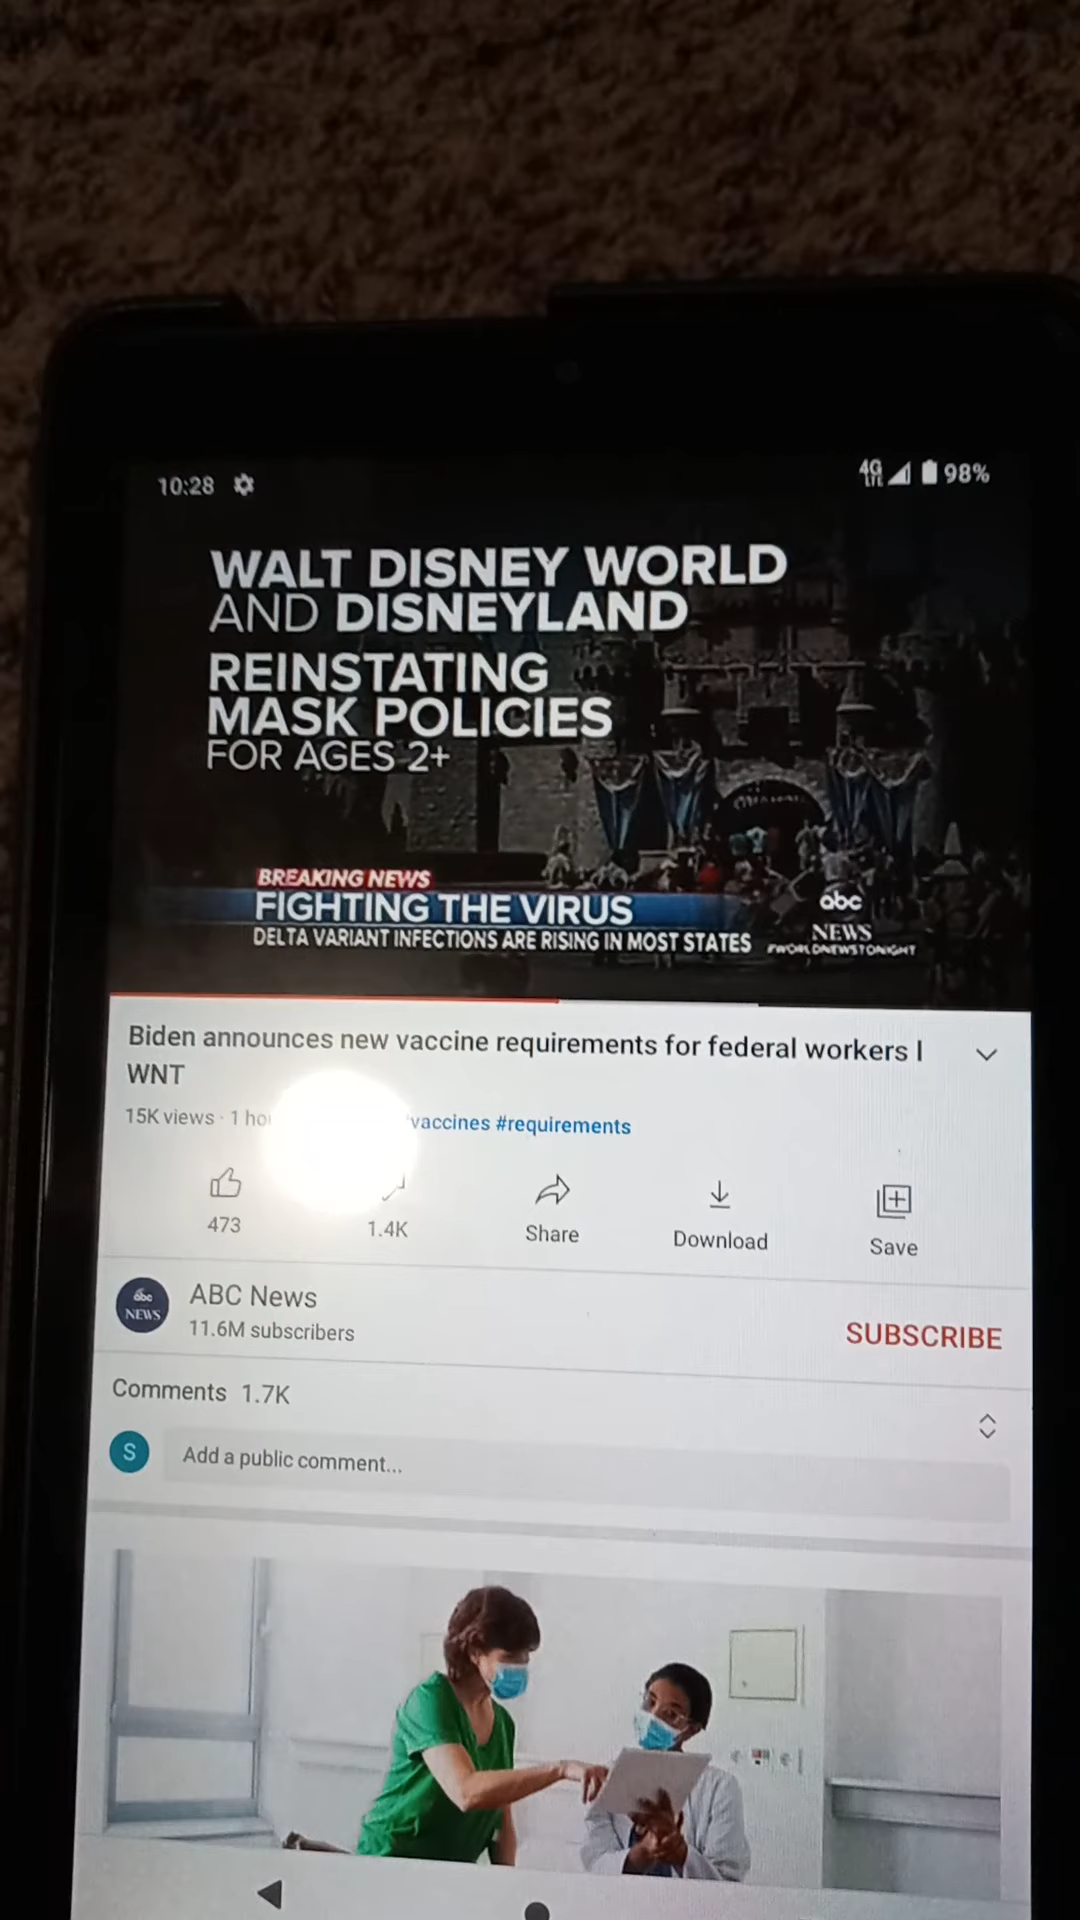 10:28
4G LTE 98%
WALT DISNEY WORLD
AND DISNEYLAND
REINSTATING
MASK POLICIES
FOR AGES 2+
BREAKING NEWS
FIGHTING THE VIRUS
DELTA VARIANT INFECTIONS ARE RISING IN MOST STATES
abc
NEWS
#WORLDNEWSTONIGHT
Biden announces new vaccine requirements for federal workers l
WNT
15K views · 1 vaccines #requirements
473
1.4K
Share
Download
Save
abc
NEWS
ABC News
11.6M subscribers
SUBSCRIBE
Comments 1.7K
S
Add a public comment...